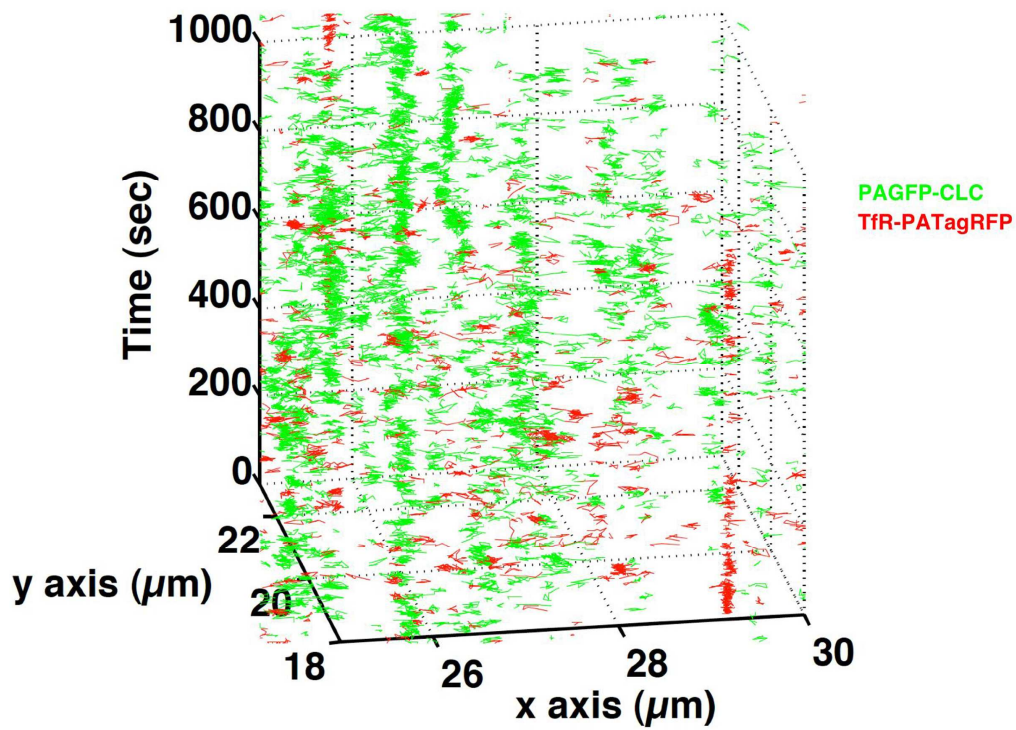 1000
800
600
400
200
0
Time (sec)
22
20
18
y axis (µm)
26
28
30
x axis (µm)
PAGFP-CLC
TfR-PATagRFP